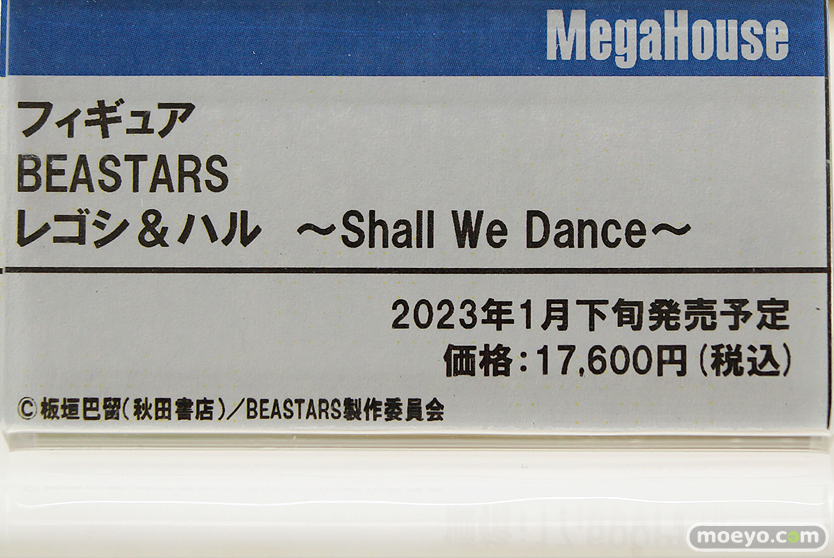 MegaHouse
フィギュア
BEASTARS
レゴシ＆ハル　～Shall We Dance～
2023年1月下旬発売予定
価格：17,600円（税込）
©板垣巴留（秋田書店）／BEASTARS製作委員会
moeyo.com